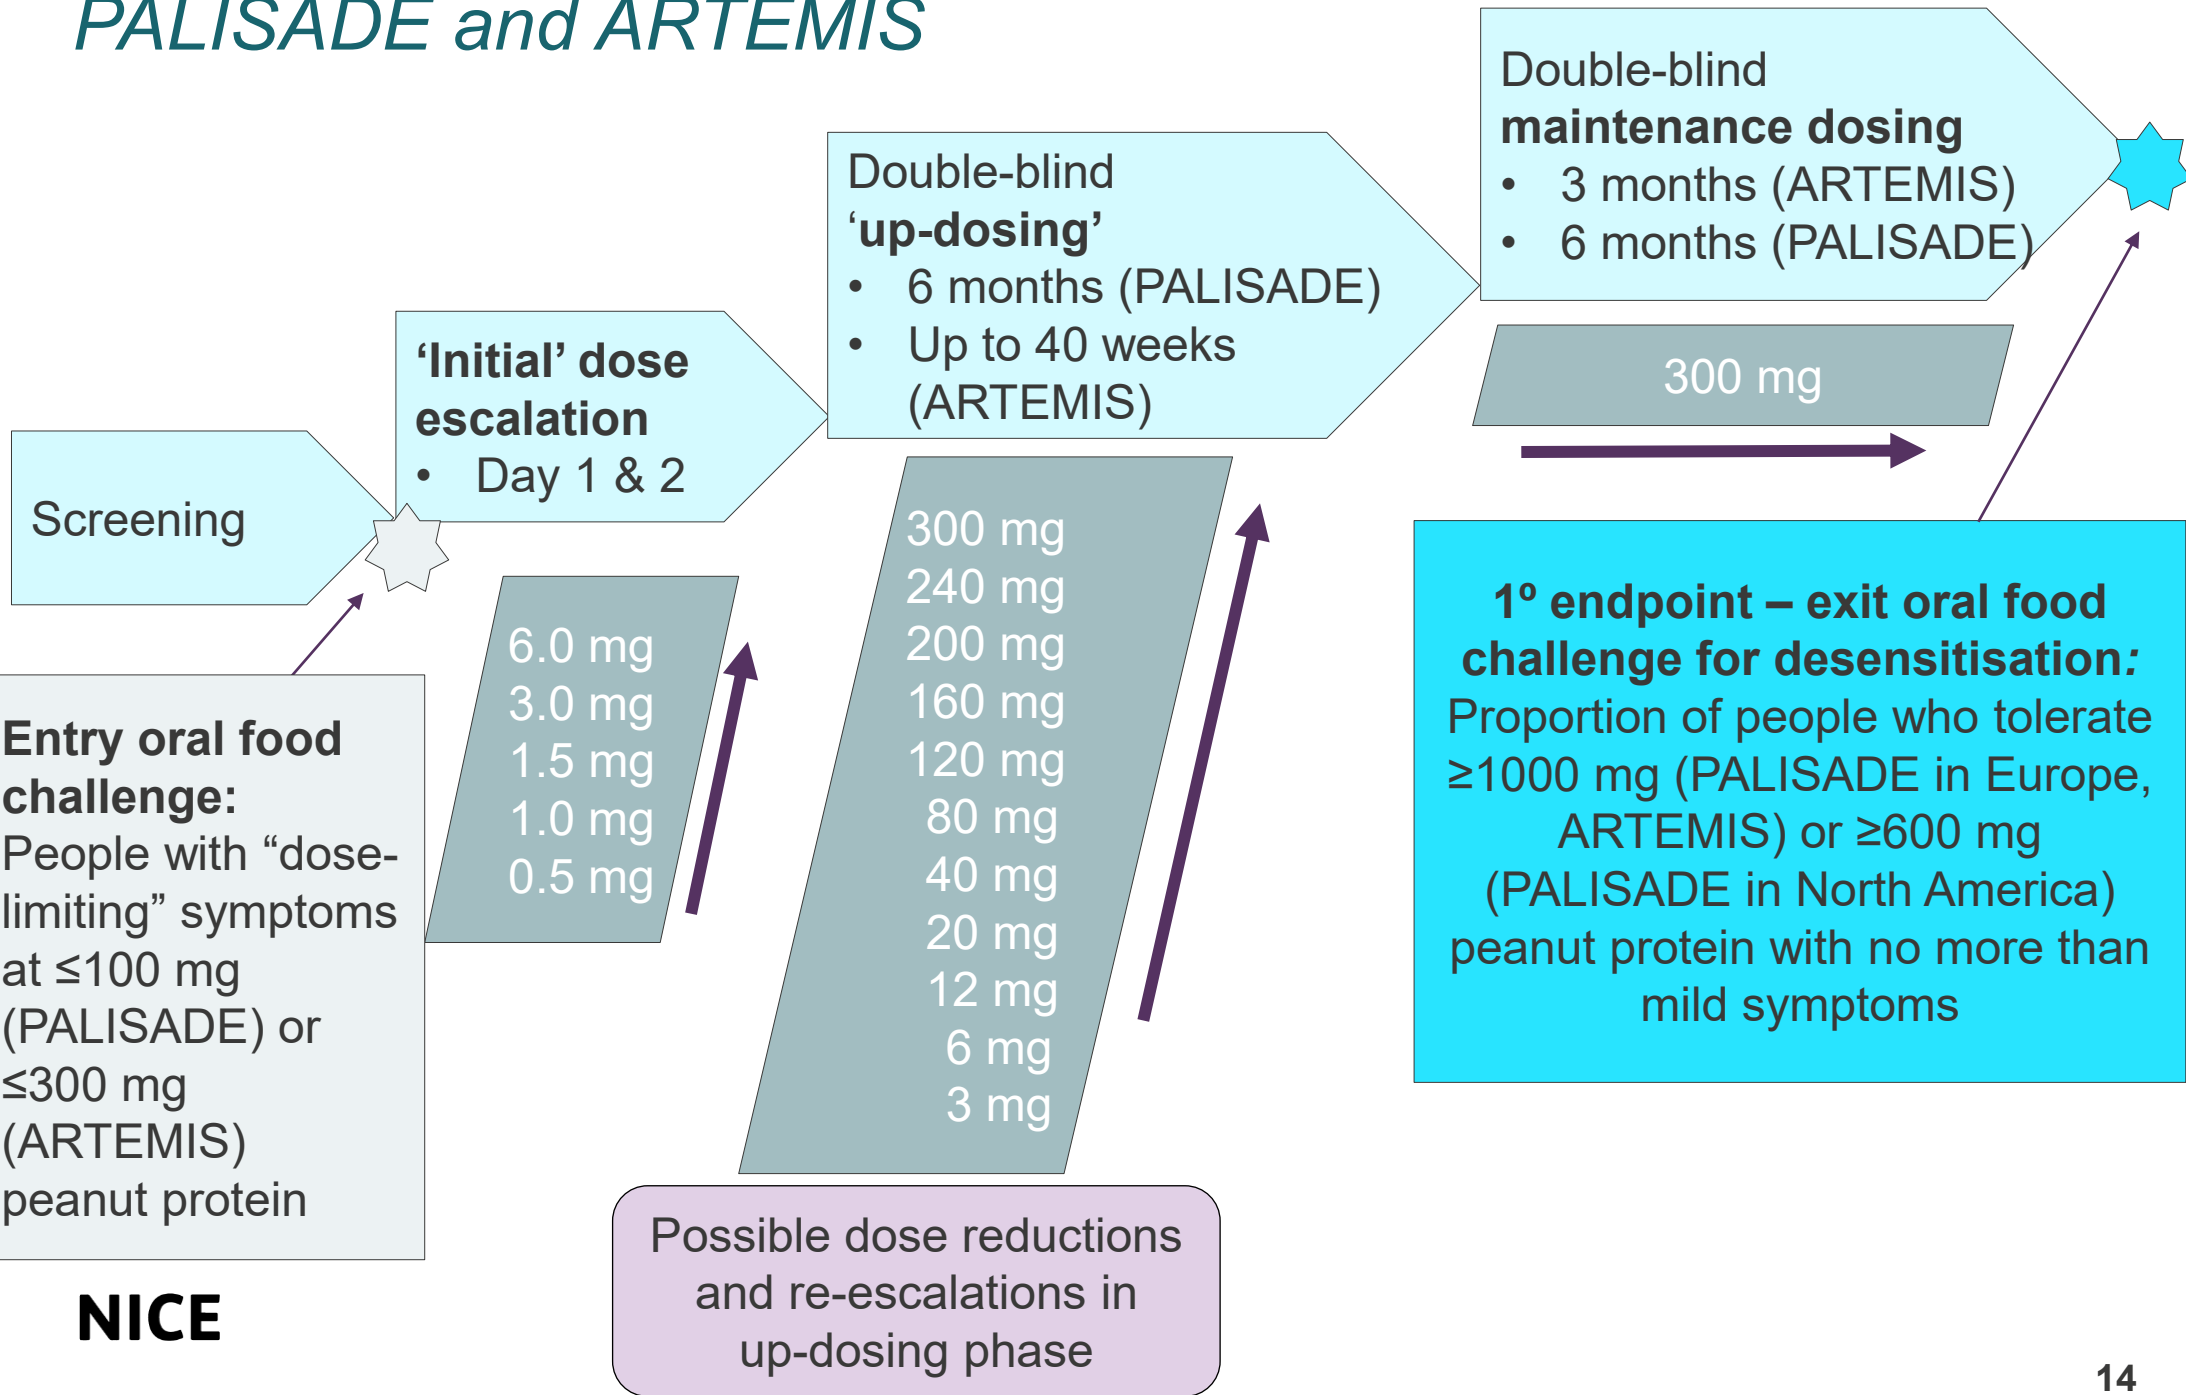 PALISADE and ARTEMIS
Screening
Entry oral food
challenge:
People with “dose-
limiting” symptoms
at ≤100 mg
(PALISADE) or
≤300 mg
(ARTEMIS)
peanut protein
‘Initial’ dose
escalation
• Day 1 & 2
6.0 mg
3.0 mg
1.5 mg
1.0 mg
0.5 mg
Double-blind
‘up-dosing’
• 6 months (PALISADE)
• Up to 40 weeks
(ARTEMIS)
300 mg
240 mg
200 mg
160 mg
120 mg
80 mg
40 mg
20 mg
12 mg
6 mg
3 mg
Possible dose reductions
and re-escalations in
up-dosing phase
Double-blind
maintenance dosing
• 3 months (ARTEMIS)
• 6 months (PALISADE)
300 mg
1º endpoint – exit oral food
challenge for desensitisation:
Proportion of people who tolerate
≥1000 mg (PALISADE in Europe,
ARTEMIS) or ≥600 mg
(PALISADE in North America)
peanut protein with no more than
mild symptoms
NICE
14